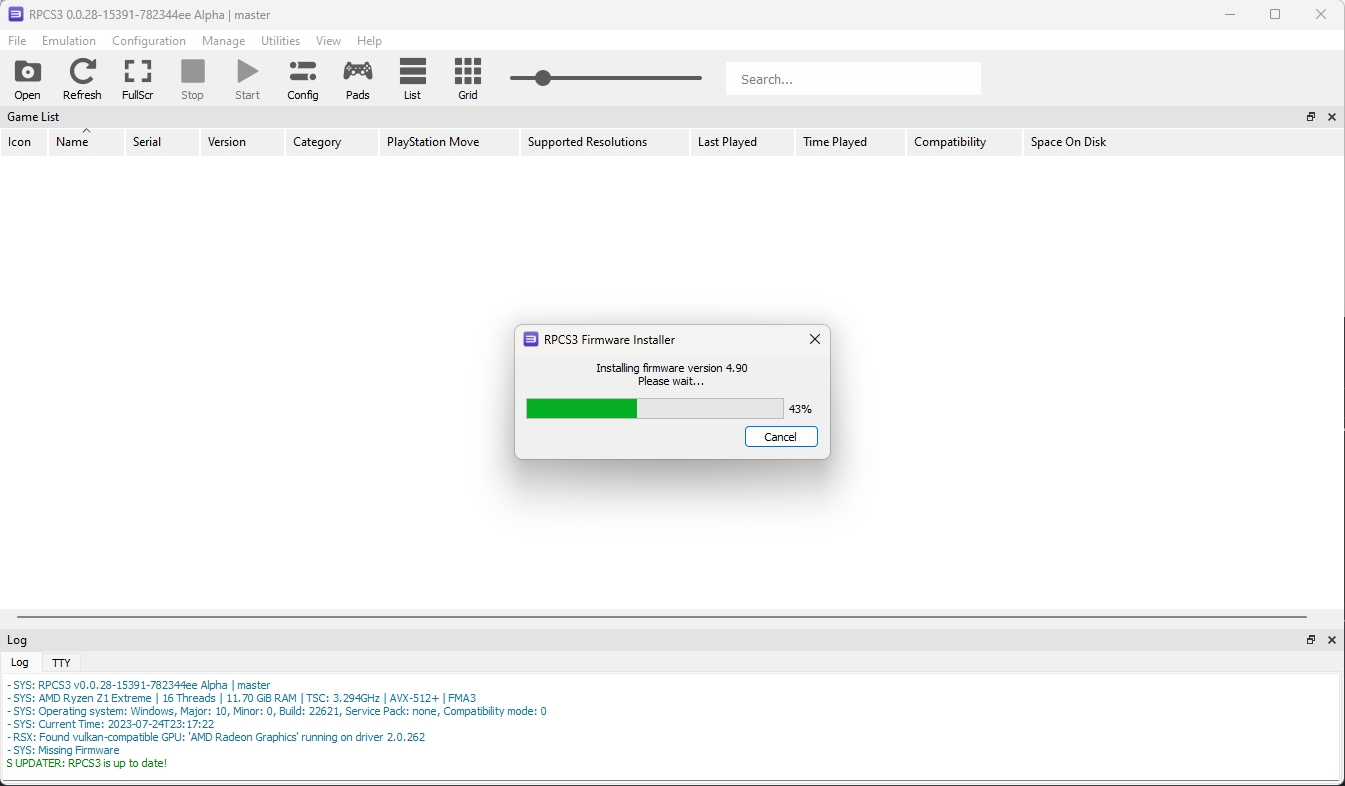 RPCS3 0.0.28-15391-782344ee Alpha | master
File Emulation Configuration Manage Utilities View Help
Open Refresh FullScr Stop Start Config Pads List Grid Search...
Game List
Icon Name Serial Version Category PlayStation Move Supported Resolutions Last Played Time Played Compatibility Space On Disk
RPCS3 Firmware Installer
Installing firmware version 4.90
Please wait...
43%
Cancel
Log
Log TTY
- SYS: RPCS3 v0.0.28-15391-782344ee Alpha | master
- SYS: AMD Ryzen Z1 Extreme | 16 Threads | 11.70 GiB RAM | TSC: 3.294GHz | AVX-512+ | FMA3
- SYS: Operating system: Windows, Major: 10, Minor: 0, Build: 22621, Service Pack: none, Compatibility mode: 0
- SYS: Current Time: 2023-07-24T23:17:22
- RSX: Found vulkan-compatible GPU: 'AMD Radeon Graphics' running on driver 2.0.262
- SYS: Missing Firmware
S UPDATER: RPCS3 is up to date!